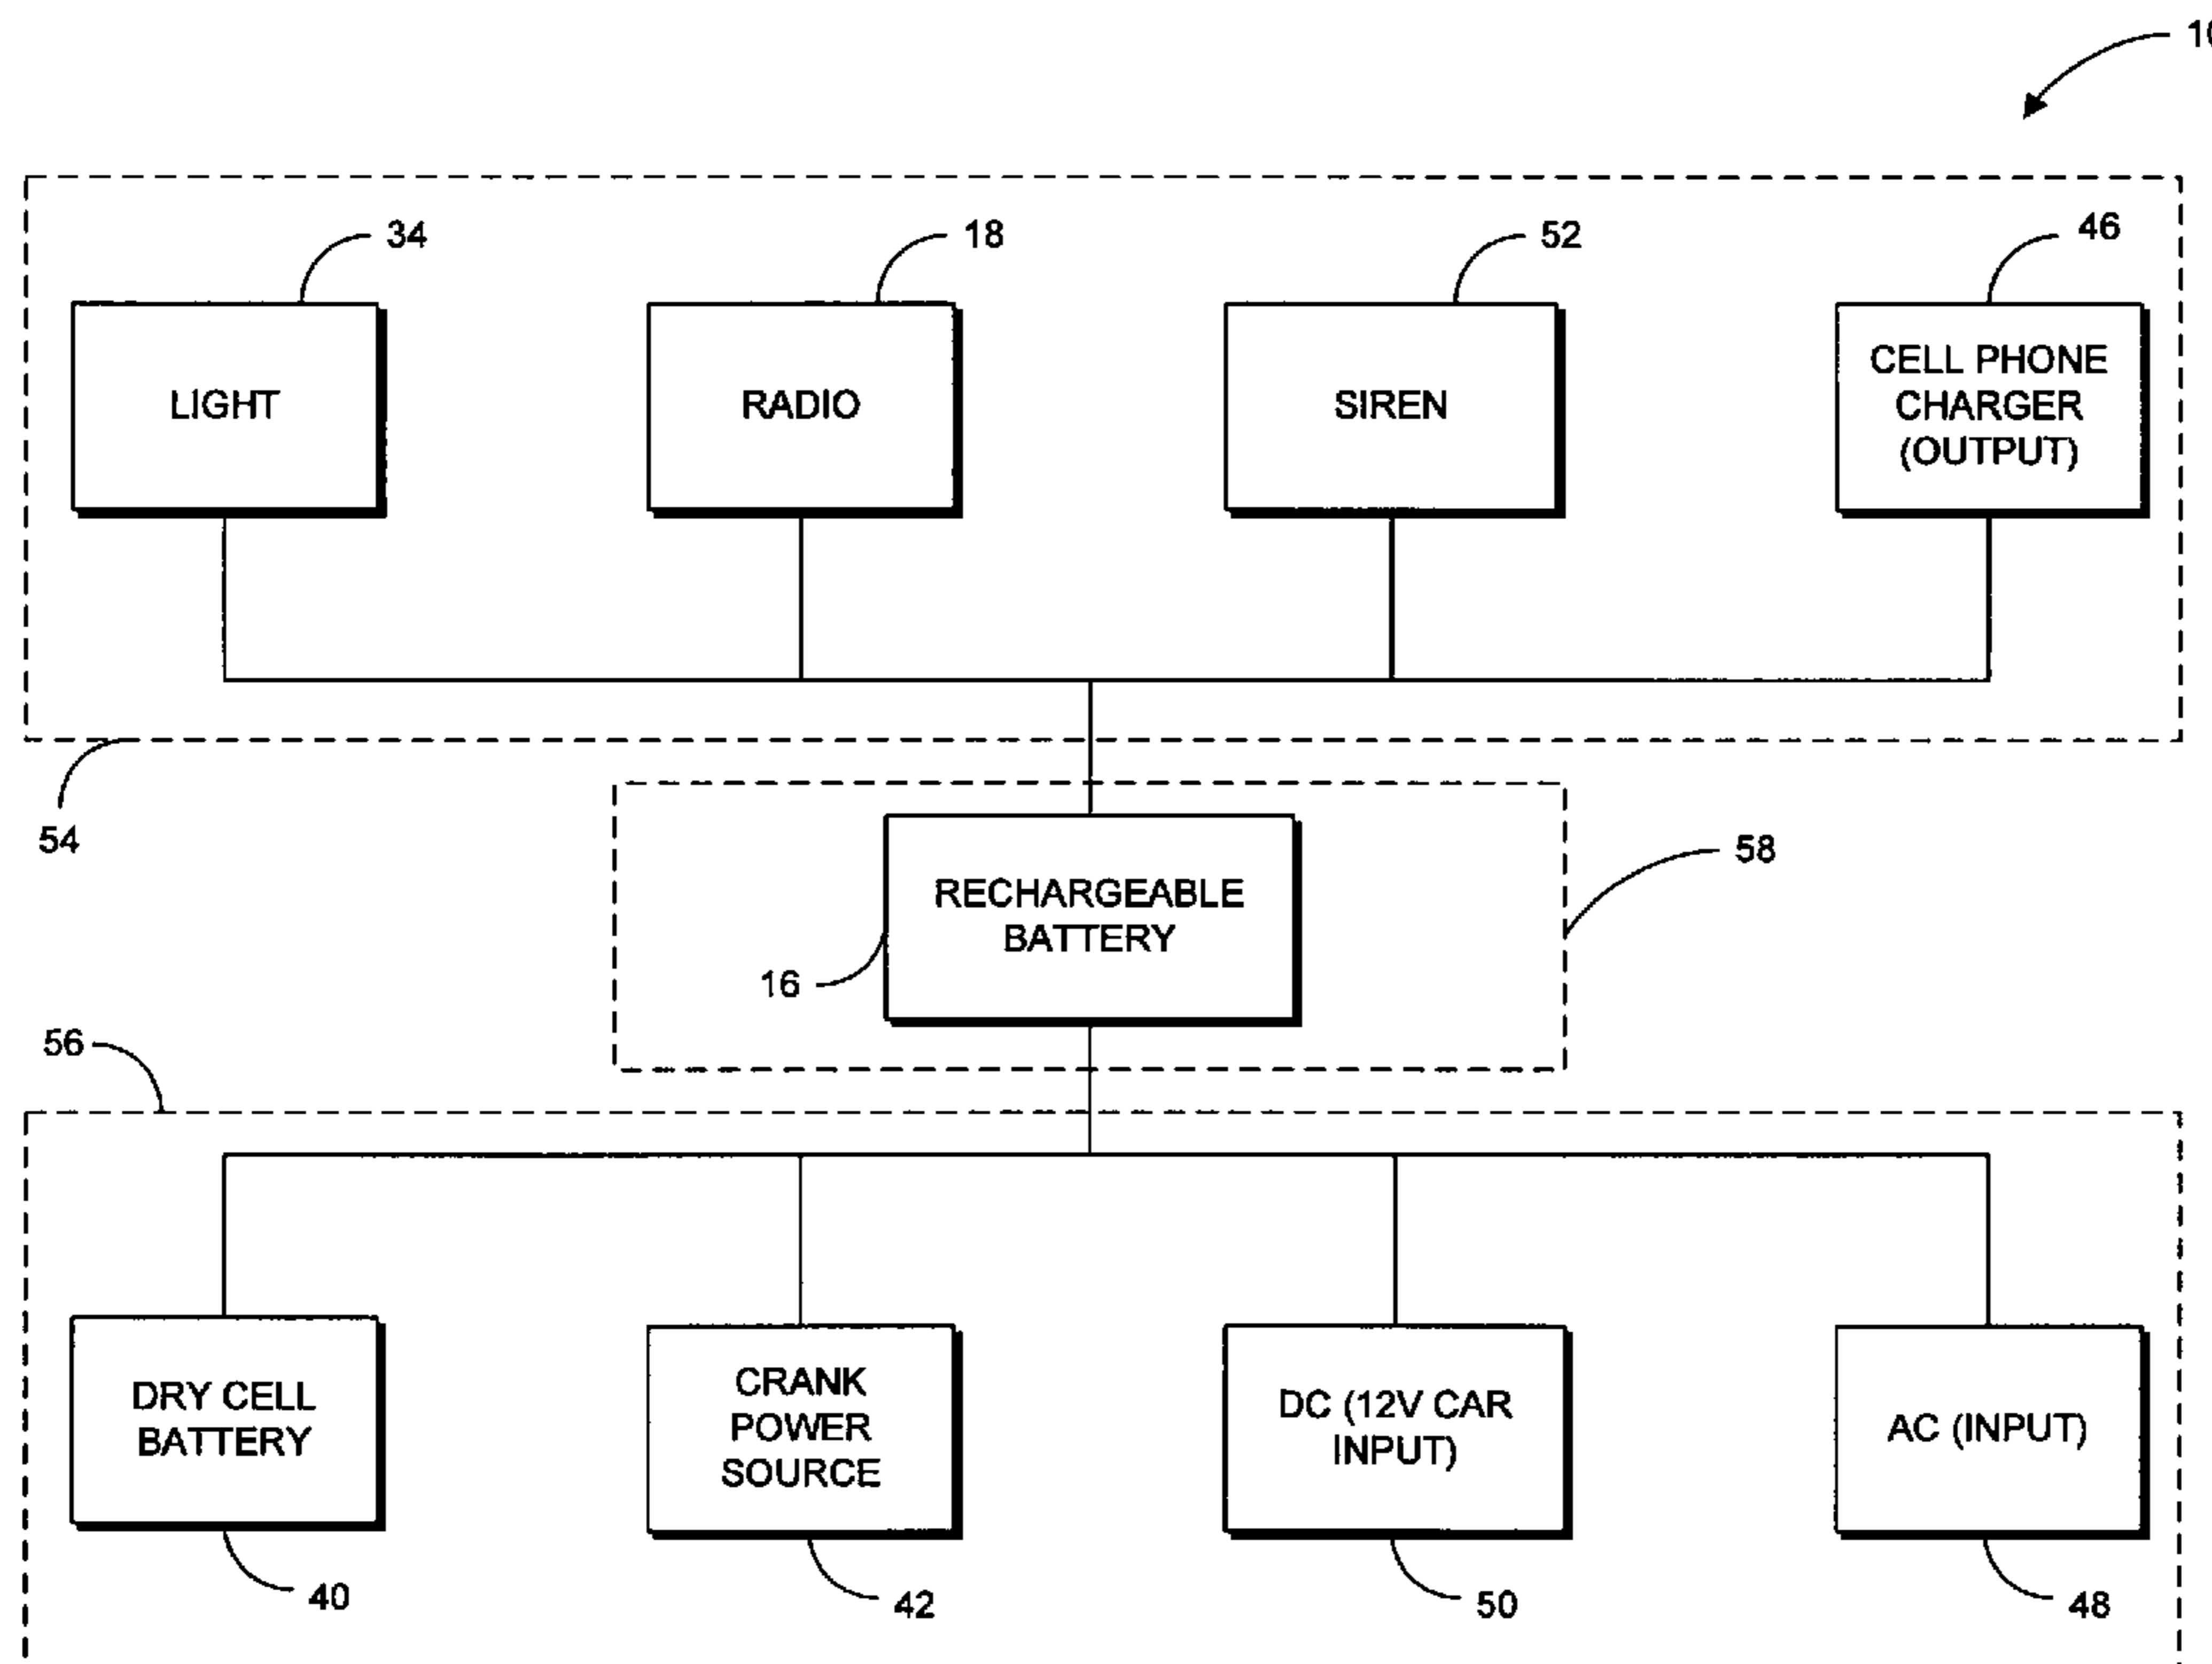 34
18
52
46
LIGHT
RADIO
SIREN
CELL PHONE
CHARGER
(OUTPUT)
54
58
RECHARGEABLE
BATTERY
16
56
DRY CELL
BATTERY
CRANK
POWER
SOURCE
DC (12V CAR
INPUT)
AC (INPUT)
40
42
50
48